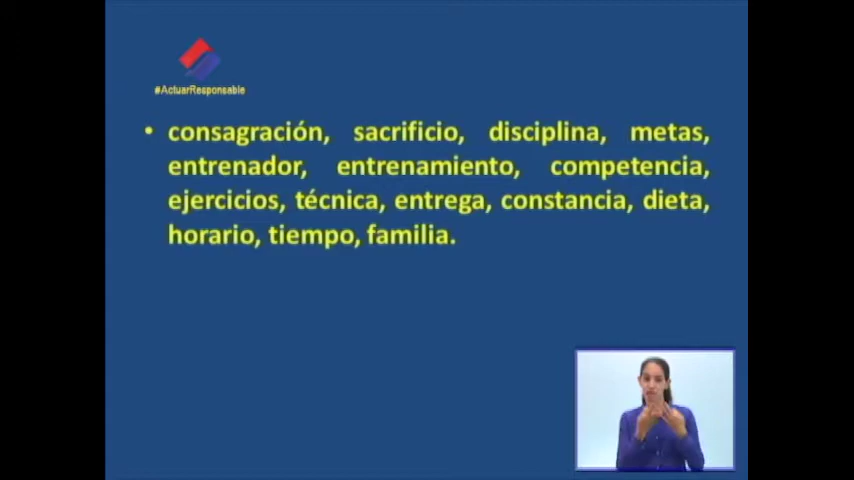 #ActuarResponsable
• consagración, sacrificio, disciplina, metas,
entrenador, entrenamiento, competencia,
ejercicios, técnica, entrega, constancia, dieta,
horario, tiempo, familia.